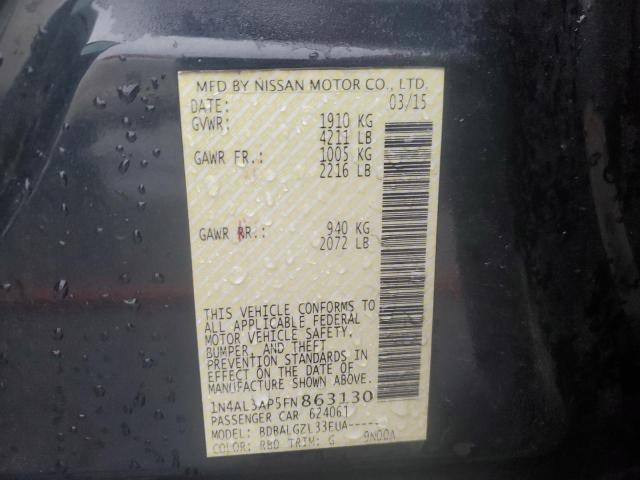 MFD BY NISSAN MOTOR CO., LTD.
DATE: 03/15
GVWR: 1910 KG
4211 LB
GAWR FR.: 1005 KG
2216 LB
GAWR RR.: 940 KG
2072 LB
THIS VEHICLE CONFORMS TO
ALL APPLICABLE FEDERAL
MOTOR VEHICLE SAFETY,
BUMPER, AND THEFT
PREVENTION STANDARDS IN
EFFECT ON THE DATE OF
MANUFACTURE SHOWN ABOVE.
1N4AL3AP5FN863130
PASSENGER CAR 624061
MODEL: BDBALGZL33EUA-----
COLOR: RBD TRIM: G 9N00A